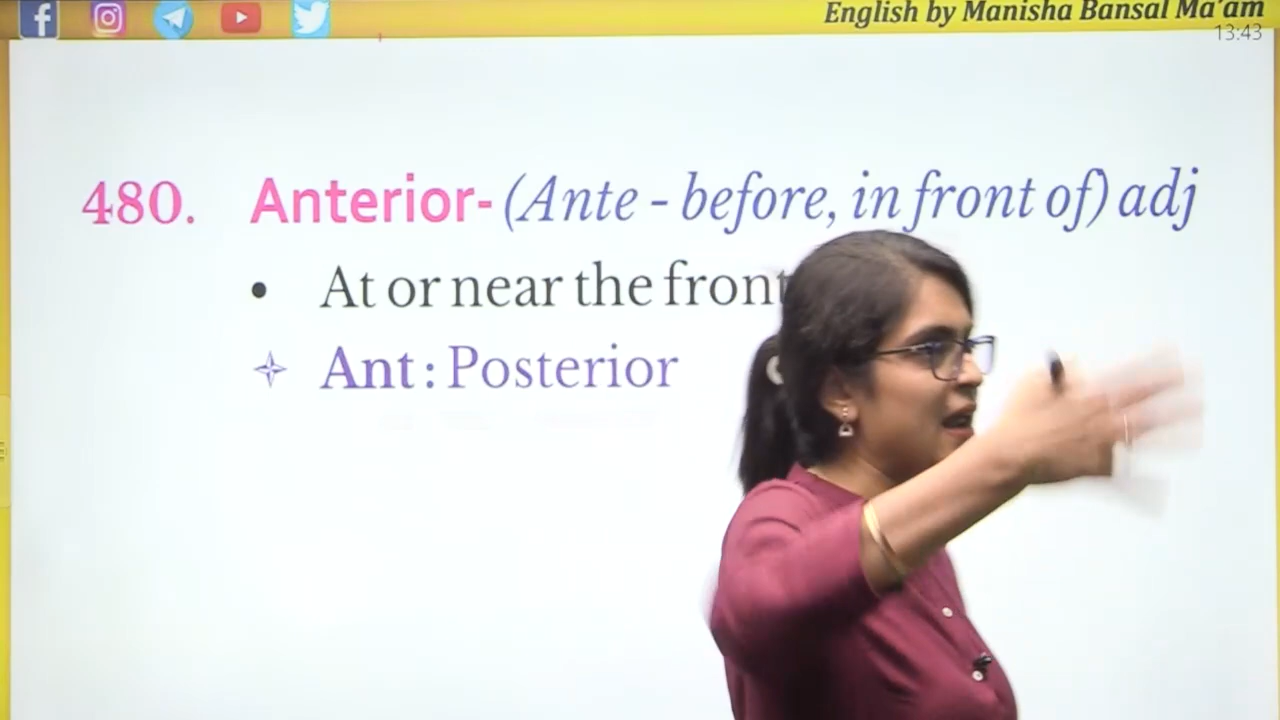 English by Manisha Bansal Ma'am
13:43
480. Anterior- (Ante - before, in front of) adj
• At or near the front
Ant : Posterior